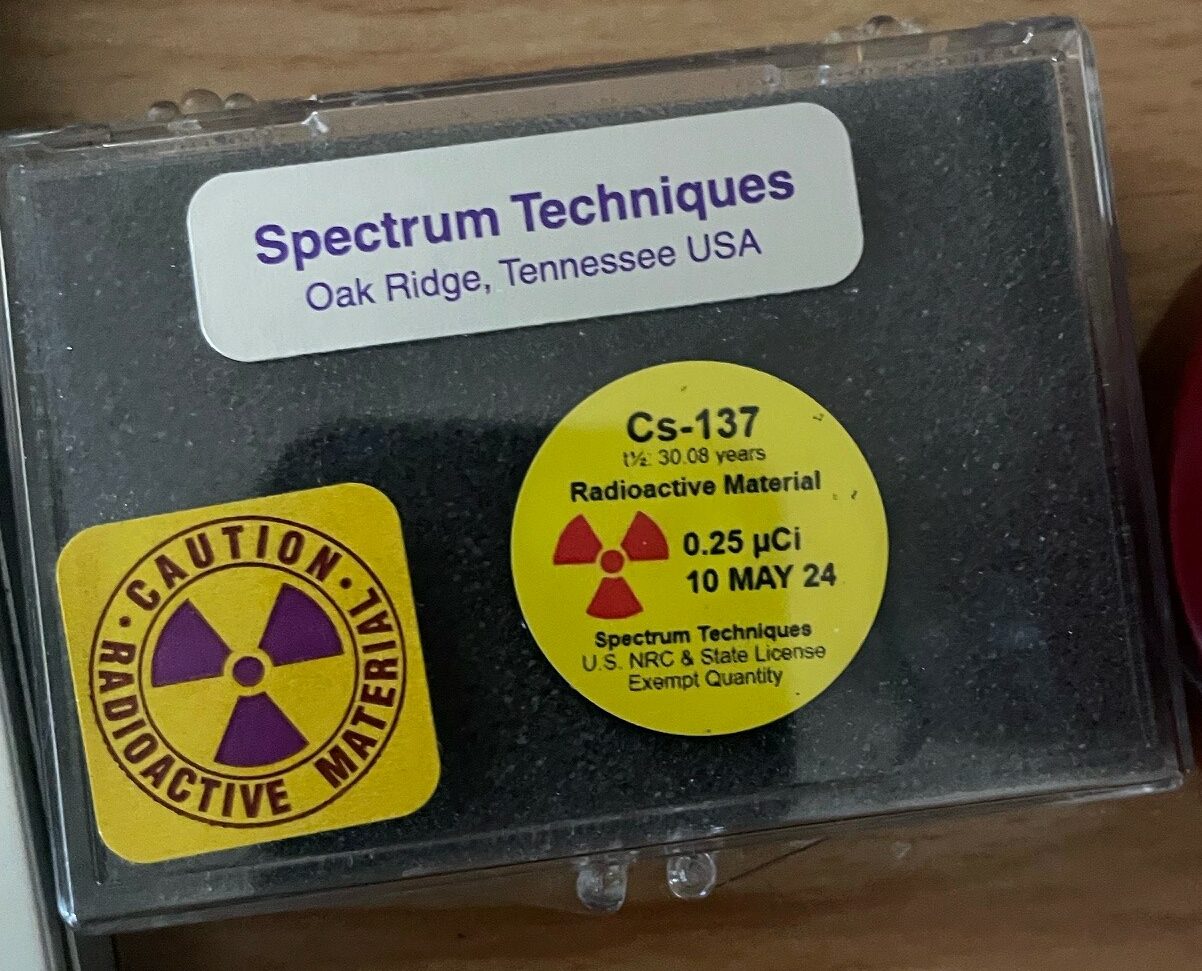 Spectrum Techniques
Oak Ridge, Tennessee USA
Cs-137
t½: 30.08 years
Radioactive Material
0.25 µCi
10 MAY 24
Spectrum Techniques
U.S. NRC & State License
Exempt Quantity
• CAUTION •
RADIOACTIVE MATERIAL